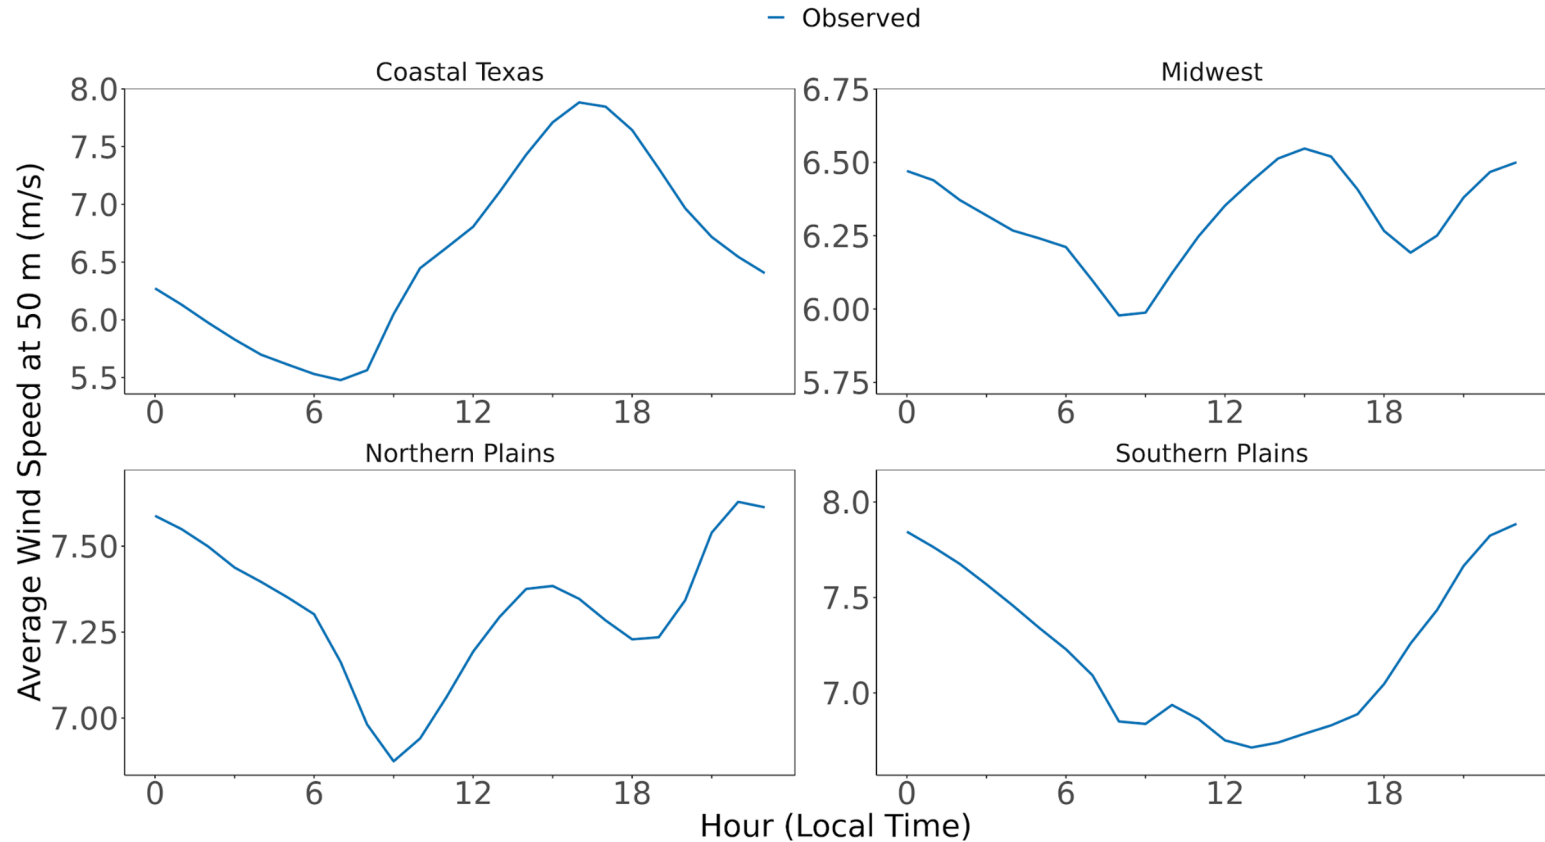 Observed
Average Wind Speed at 50 m (m/s)
Coastal Texas
8.0
7.5
7.0
6.5
6.0
5.5
0 6 12 18
Midwest
6.75
6.50
6.25
6.00
5.75
0 6 12 18
Northern Plains
7.50
7.25
7.00
0 6 12 18
Southern Plains
8.0
7.5
7.0
0 6 12 18
Hour (Local Time)